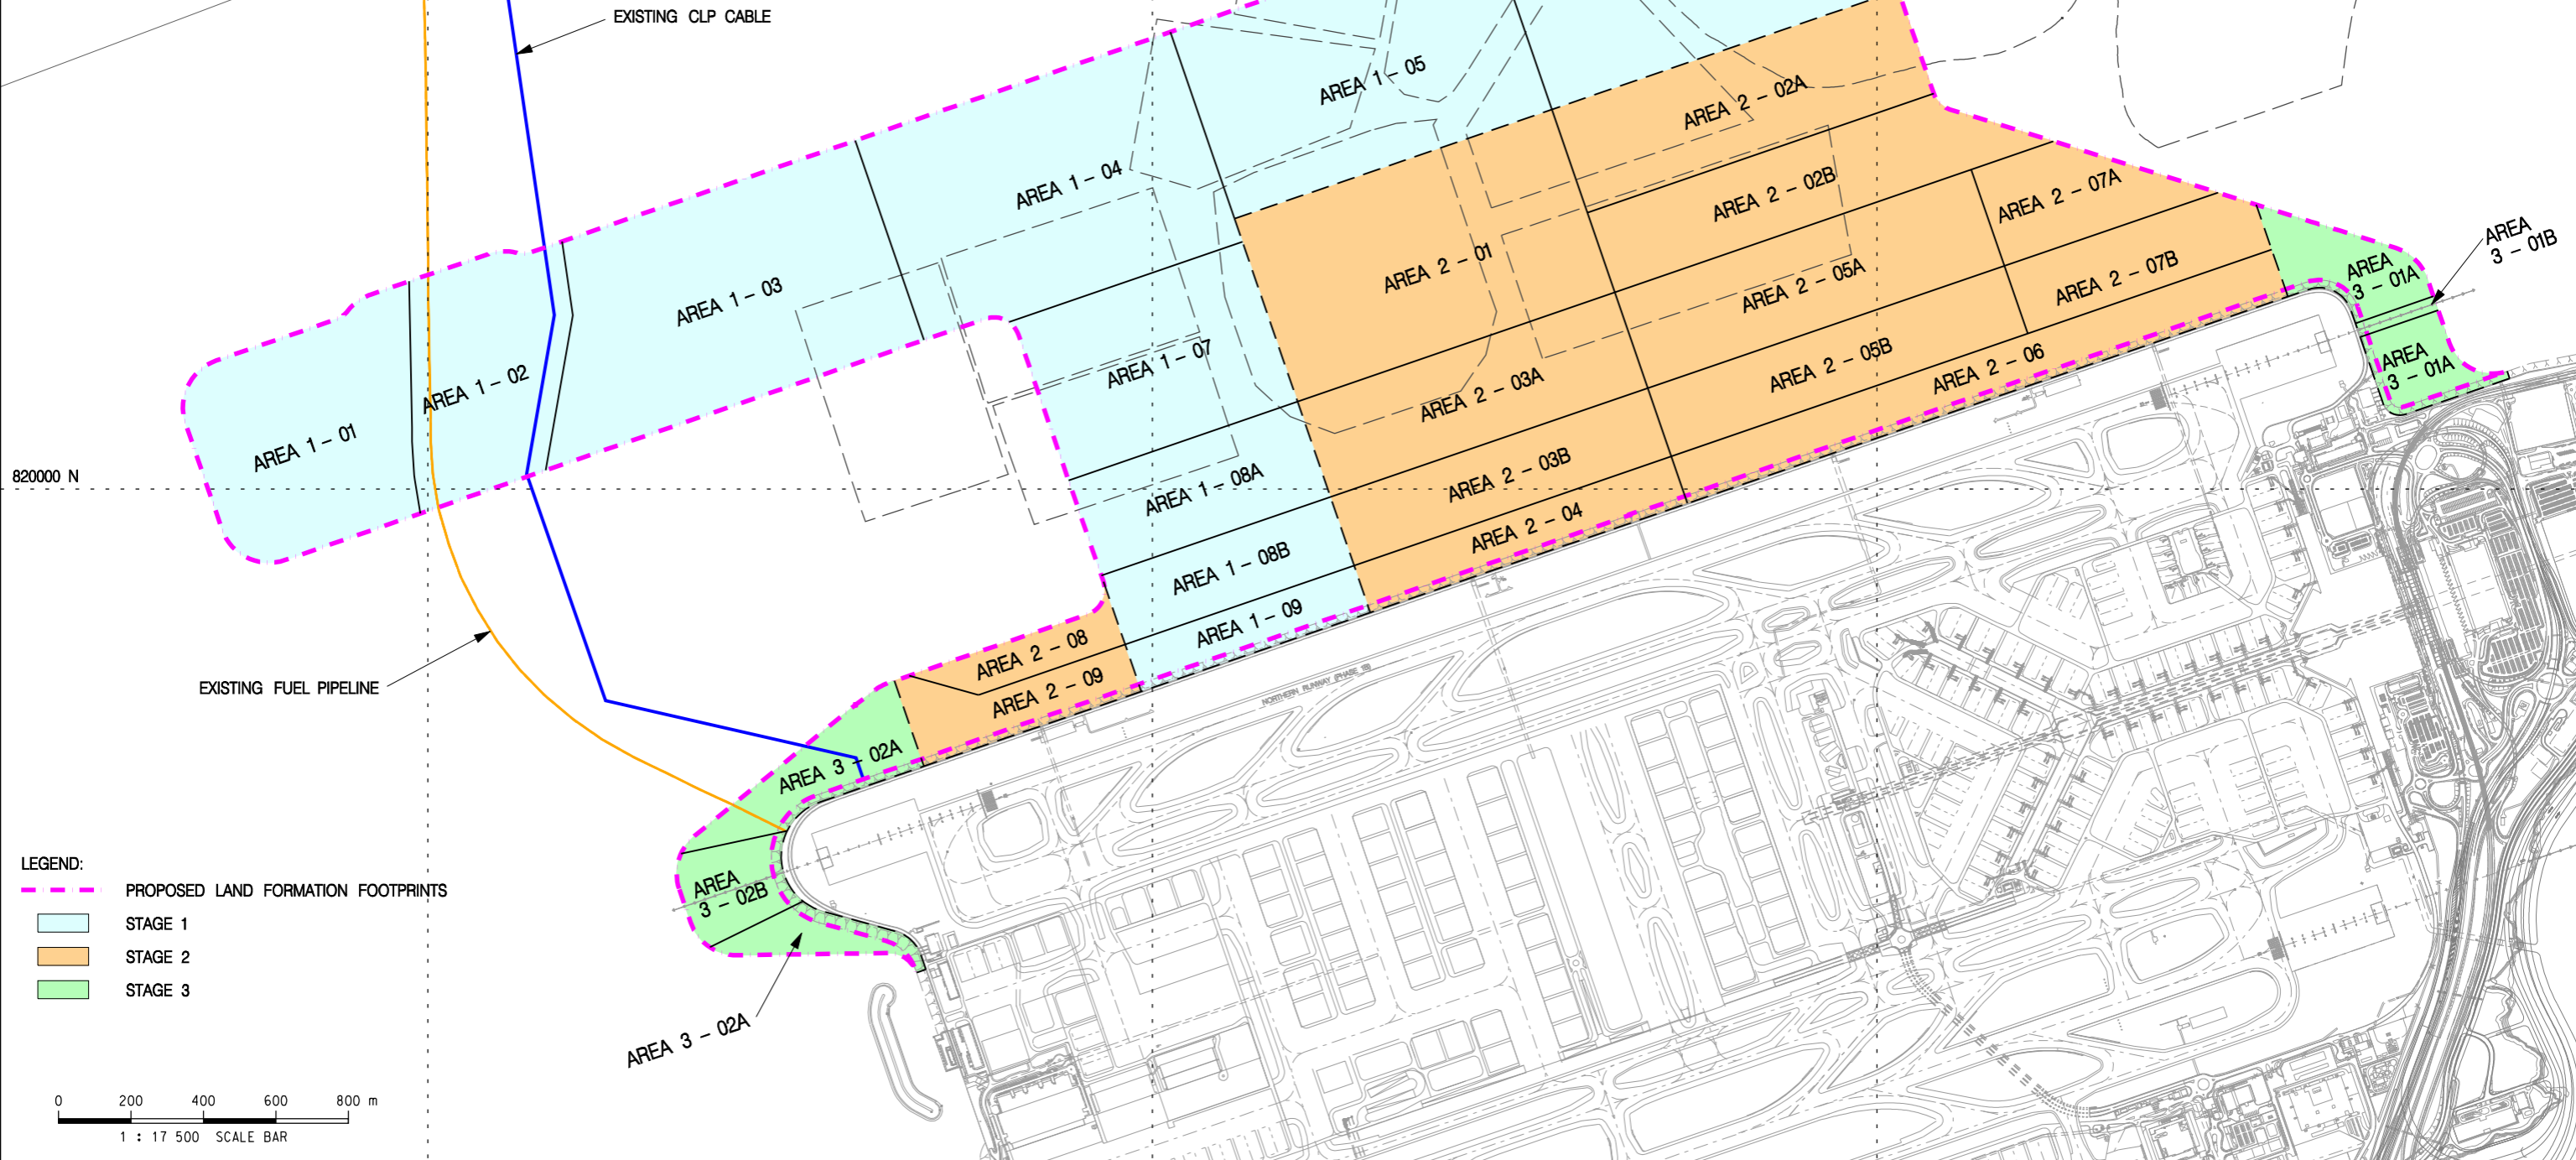 EXISTING CLP CABLE
AREA 1 - 05
AREA 2 - 02A
AREA 1 - 04
AREA 2 - 02B
AREA 2 - 07A
AREA
3 - 01B
AREA 1 - 03
AREA 2 - 01
AREA 2 - 05A
AREA 2 - 07B
AREA
3 - 01A
AREA 1 - 02
AREA 1 - 07
AREA 2 - 03A
AREA 2 - 05B
AREA 2 - 06
AREA
3 - 01A
AREA 1 - 01
820000 N
AREA 1 - 08A
AREA 2 - 03B
AREA 2 - 04
AREA 1 - 08B
AREA 1 - 09
AREA 2 - 08
AREA 2 - 09
EXISTING FUEL PIPELINE
NORTHERN RUNWAY (PHASE 1B)
AREA 3 - 02A
AREA
3 - 02B
AREA 3 - 02A
LEGEND:
PROPOSED LAND FORMATION FOOTPRINTS
STAGE 1
STAGE 2
STAGE 3
0 200 400 600 800 m
1 : 17 500 SCALE BAR